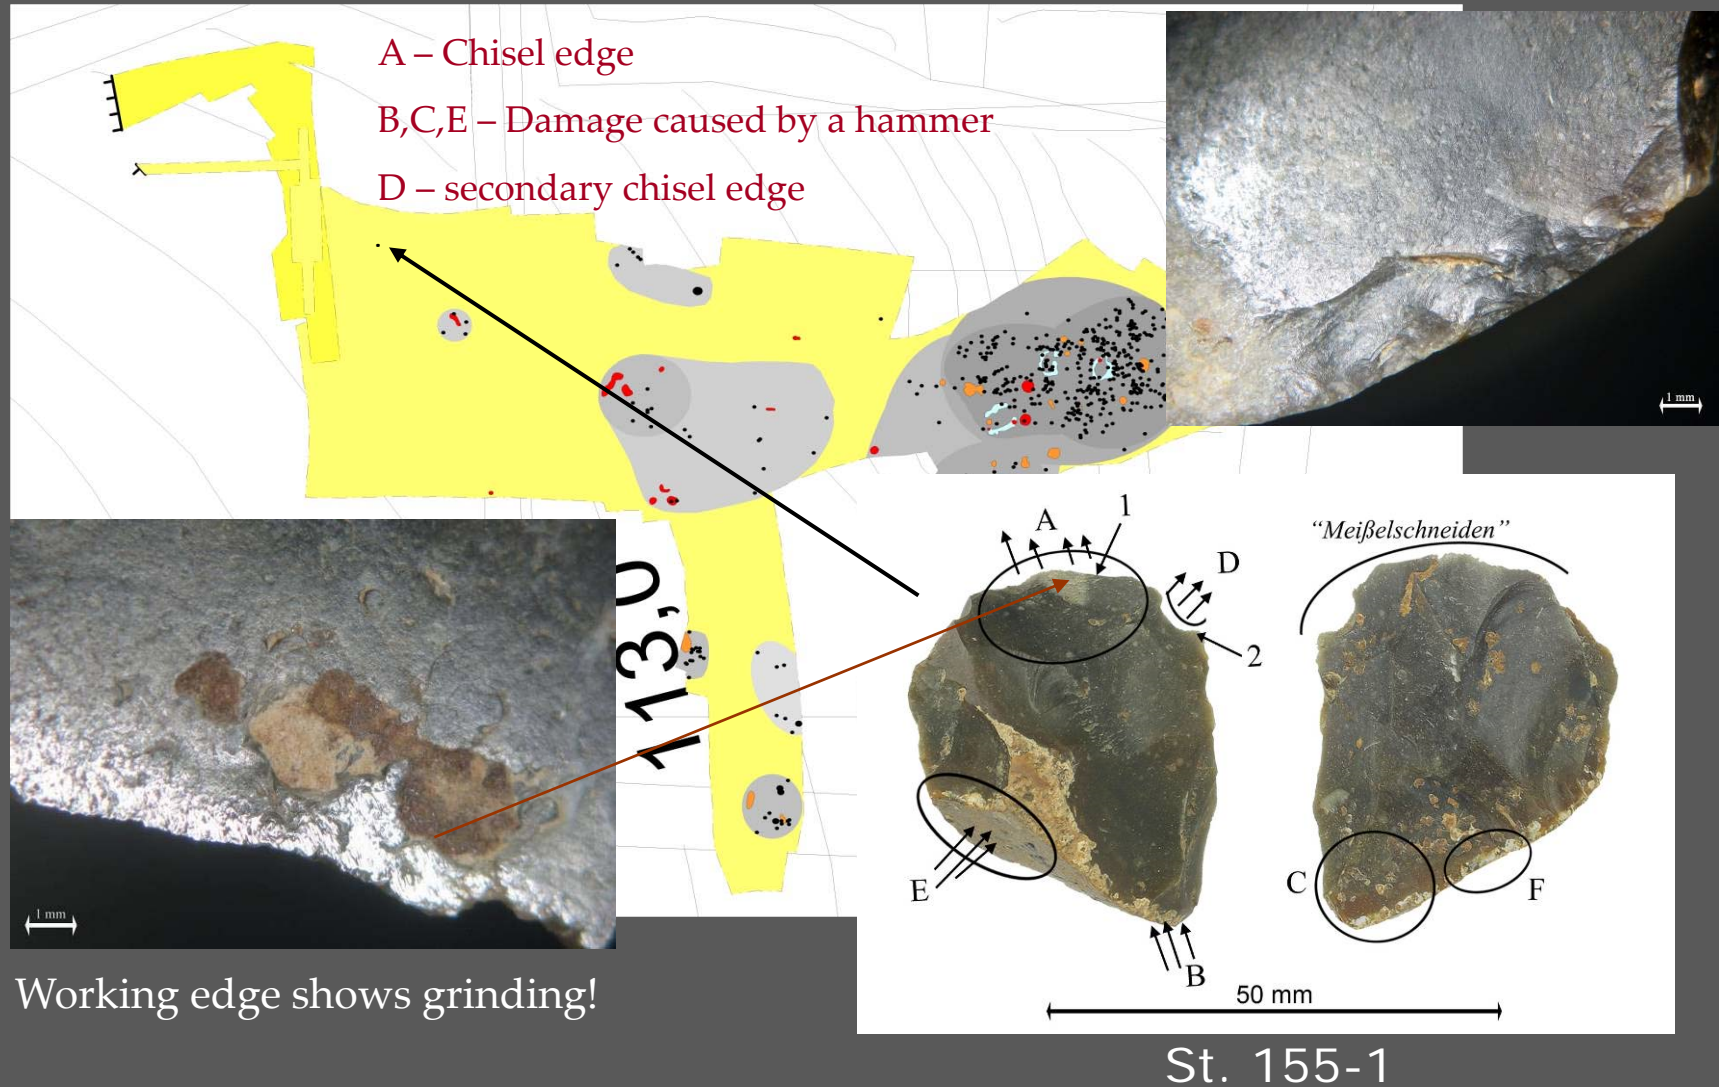 A – Chisel edge
B,C,E – Damage caused by a hammer
D – secondary chisel edge
1 mm
113,0
1 mm
A
1
D
2
E
B
“Meißelschneiden”
C
F
50 mm
Working edge shows grinding!
St. 155-1